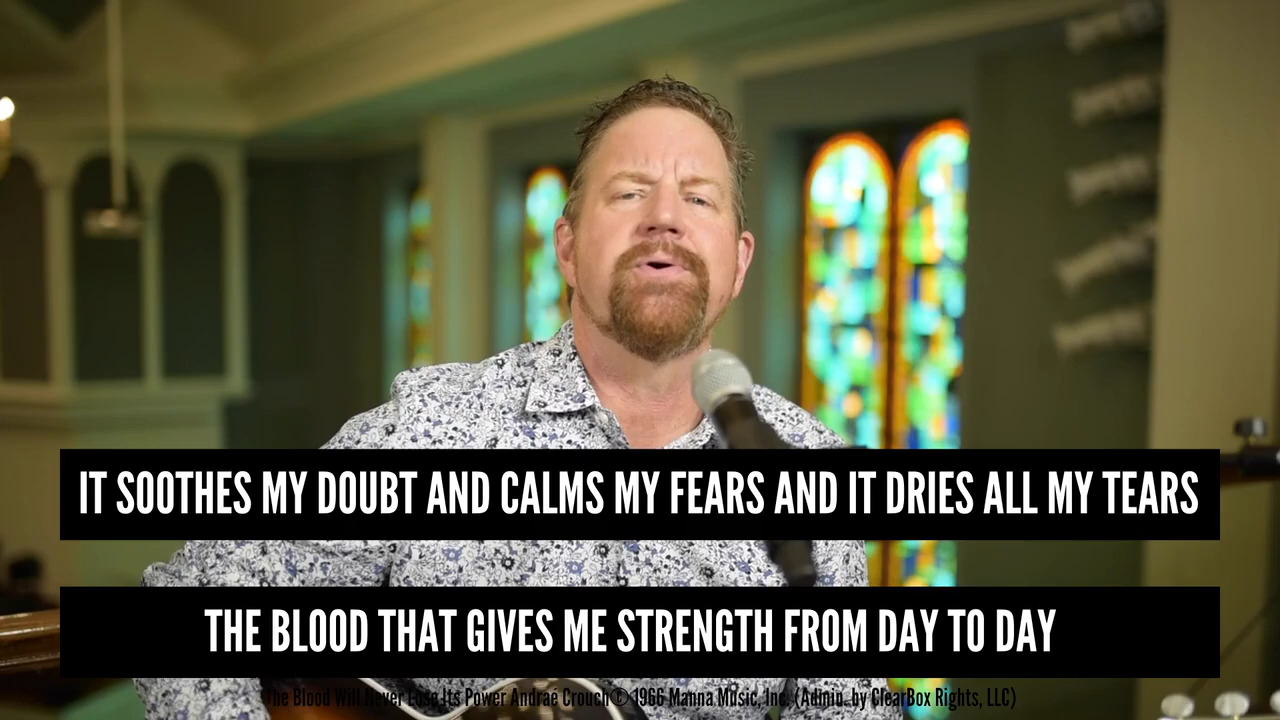 IT SOOTHES MY DOUBT AND CALMS MY FEARS AND IT DRIES ALL MY TEARS
THE BLOOD THAT GIVES ME STRENGTH FROM DAY TO DAY
The Blood Will Never Lose Its Power Andraé Crouch © 1966 Manna Music, Inc. (Admin. by ClearBox Rights, LLC)